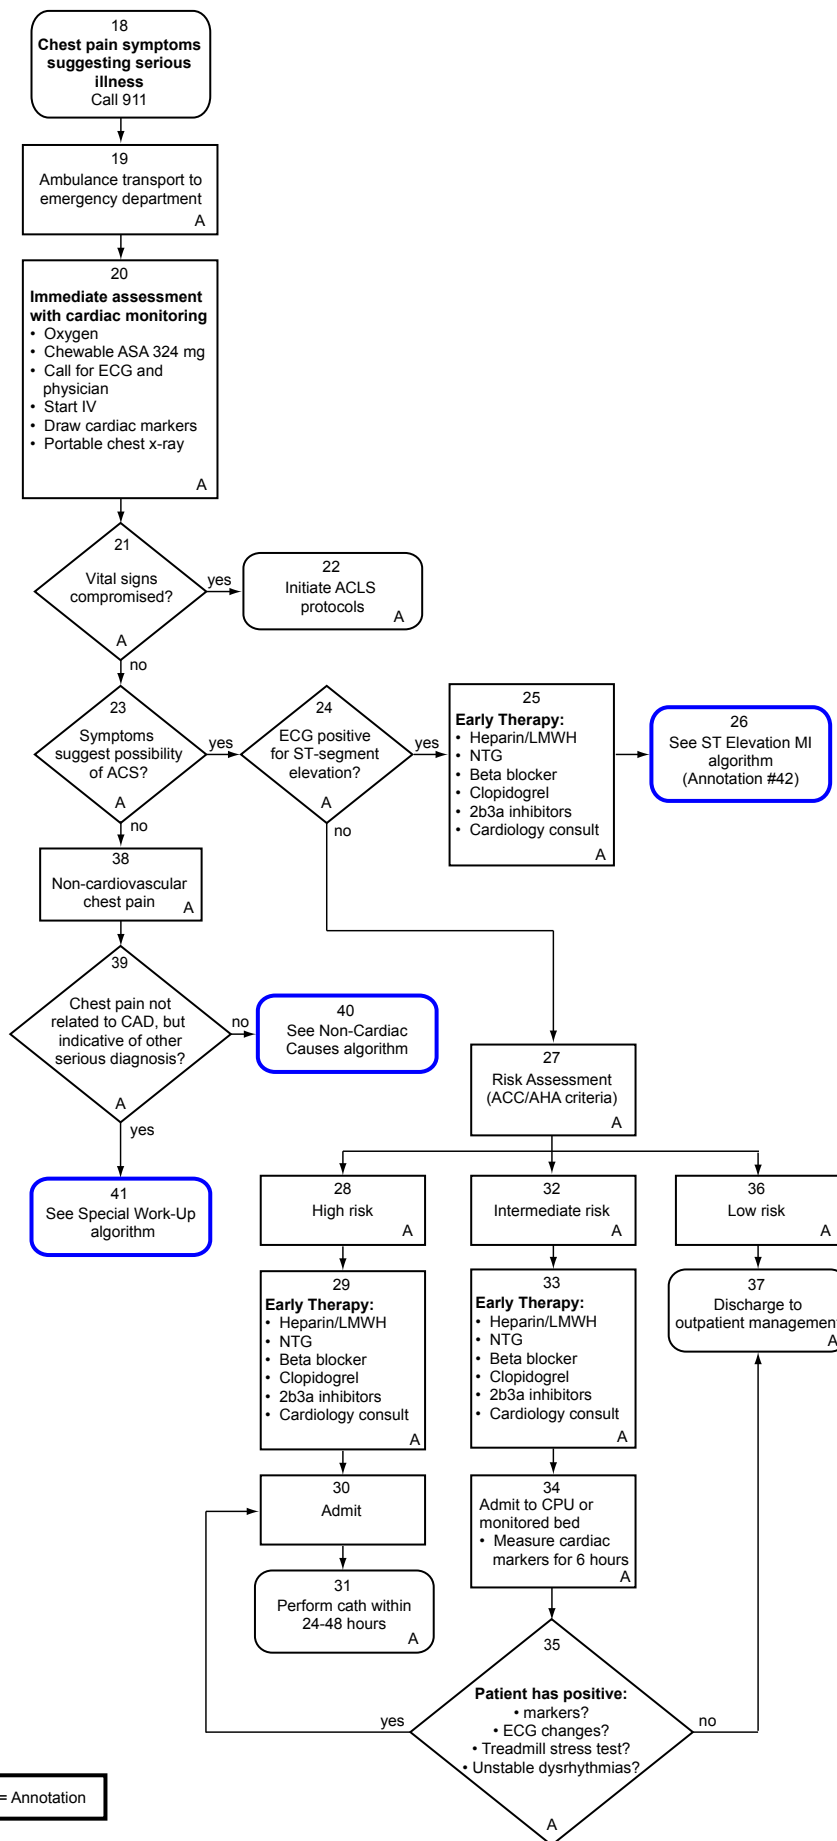 18
Chest pain symptoms
suggesting serious
illness
Call 911
19
Ambulance transport to
emergency department
A
20
Immediate assessment
with cardiac monitoring
• Oxygen
• Chewable ASA 324 mg
• Call for ECG and
physician
• Start IV
• Draw cardiac markers
• Portable chest x-ray
A
21
Vital signs
compromised?
A
yes
22
Initiate ACLS
protocols
A
no
23
Symptoms
suggest possibility
of ACS?
A
yes
24
ECG positive
for ST-segment
elevation?
A
yes
25
Early Therapy:
• Heparin/LMWH
• NTG
• Beta blocker
• Clopidogrel
• 2b3a inhibitors
• Cardiology consult
A
26
See ST Elevation MI
algorithm
(Annotation #42)
no
no
38
Non-cardiovascular
chest pain
A
39
Chest pain not
related to CAD, but
indicative of other
serious diagnosis?
A
no
40
See Non-Cardiac
Causes algorithm
yes
41
See Special Work-Up
algorithm
27
Risk Assessment
(ACC/AHA criteria)
A
28
High risk
A
32
Intermediate risk
A
36
Low risk
A
29
Early Therapy:
• Heparin/LMWH
• NTG
• Beta blocker
• Clopidogrel
• 2b3a inhibitors
• Cardiology consult
A
33
Early Therapy:
• Heparin/LMWH
• NTG
• Beta blocker
• Clopidogrel
• 2b3a inhibitors
• Cardiology consult
A
37
Discharge to
outpatient management
A
30
Admit
34
Admit to CPU or
monitored bed
• Measure cardiac
markers for 6 hours
A
31
Perform cath within
24-48 hours
A
35
Patient has positive:
• markers?
• ECG changes?
• Treadmill stress test?
• Unstable dysrhythmias?
A
yes
no
= Annotation